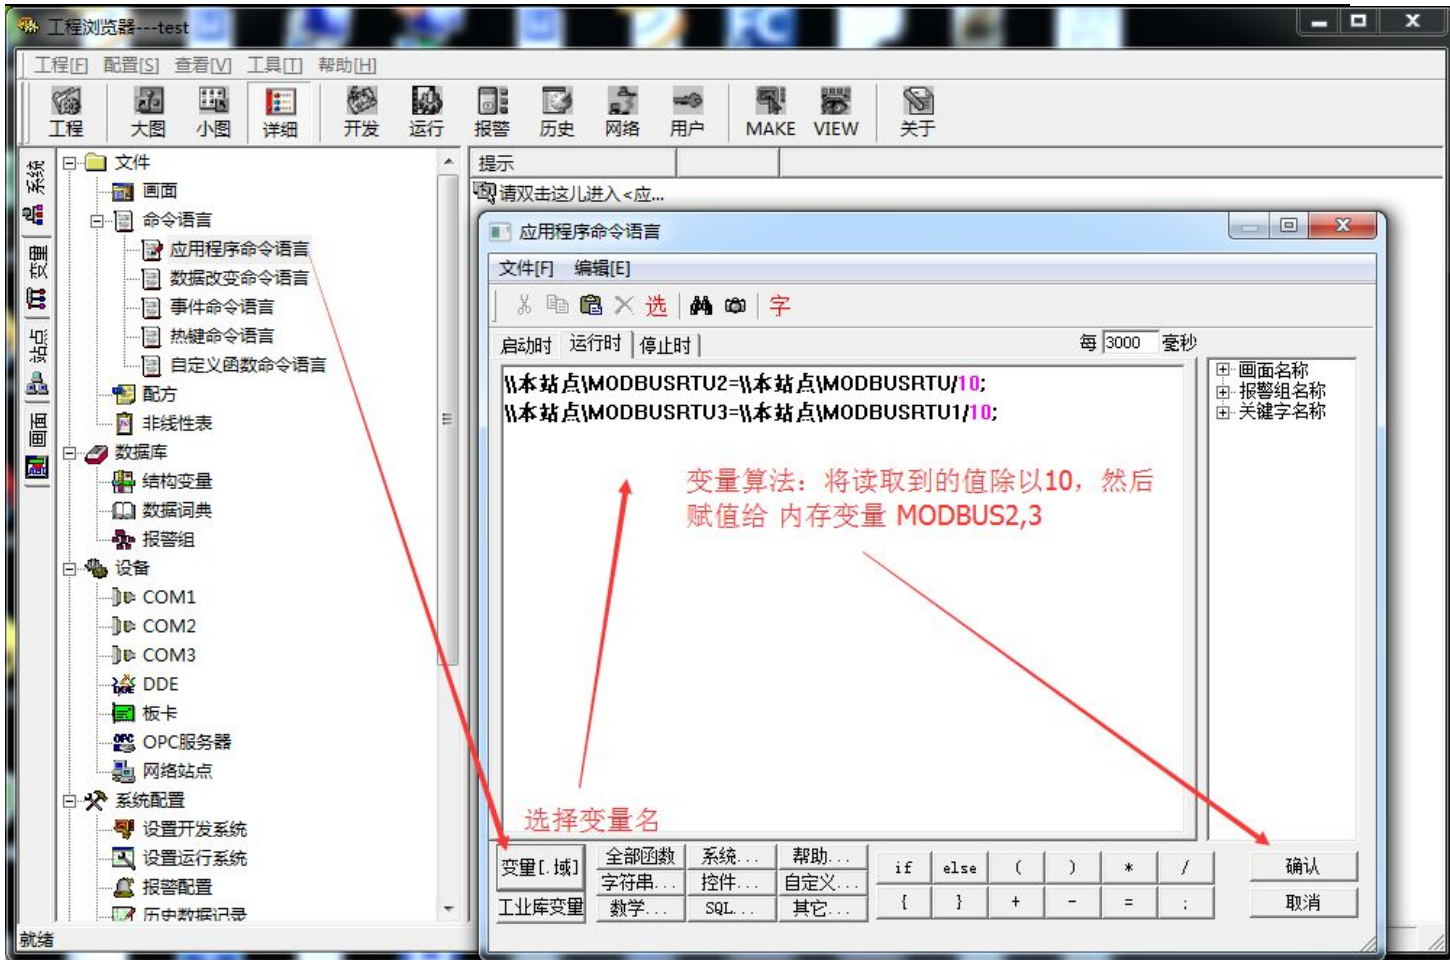 工程浏览器---test
工程[F] 配置[S] 查看[V] 工具[T] 帮助[H]
工程 大图 小图 详细 开发 运行 报警 历史 网络 用户 MAKE VIEW 关于
系统
变量
站点
画面
文件
画面
命令语言
应用程序命令语言
数据改变命令语言
事件命令语言
热键命令语言
自定义函数命令语言
配方
非线性表
数据库
结构变量
数据词典
报警组
设备
COM1
COM2
COM3
DDE
板卡
OPC服务器
网络站点
系统配置
设置开发系统
设置运行系统
报警配置
历史数据记录
就绪
提示
请双击这儿进入<应...
应用程序命令语言
文件[F] 编辑[E]
选 字
启动时 运行时 停止时 每 3000 毫秒
\\本站点\MODBUSRTU2=\\本站点\MODBUSRTU/10;
\\本站点\MODBUSRTU3=\\本站点\MODBUSRTU1/10;
画面名称
报警组名称
关键字名称
变量算法：将读取到的值除以10，然后
赋值给 内存变量 MODBUS2,3
选择变量名
变量[.域] 全部函数 系统... 帮助... if else ( ) * / 确认
字符串... 控件... 自定义...
工业库变量 数学... SQL... 其它... { } + - = ; 取消